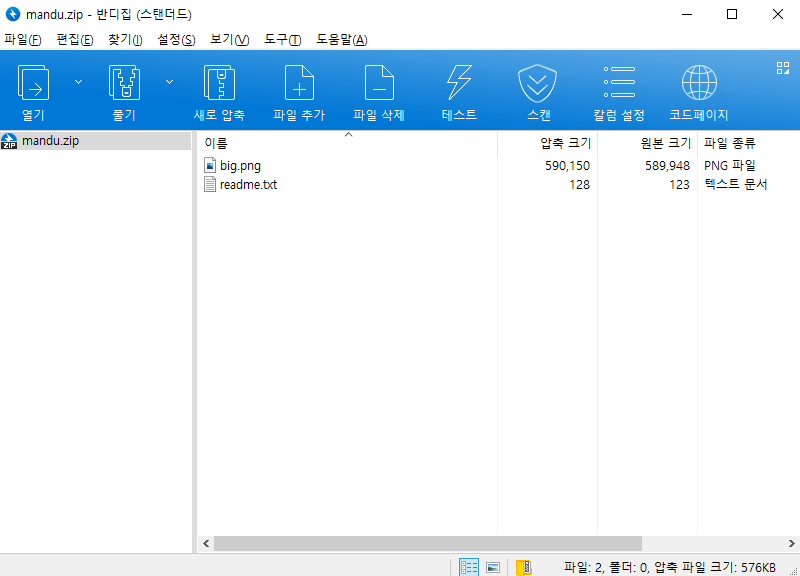 mandu.zip - 반디집 (스탠더드)
파일(F) 편집(E) 찾기(I) 설정(S) 보기(V) 도구(T) 도움말(A)
열기 풀기 새로 압축 파일 추가 파일 삭제 테스트 스캔 칼럼 설정 코드페이지
ZIP mandu.zip
이름 압축 크기 원본 크기 파일 종류
big.png 590,150 589,948 PNG 파일
readme.txt 128 123 텍스트 문서
파일: 2, 폴더: 0, 압축 파일 크기: 576KB